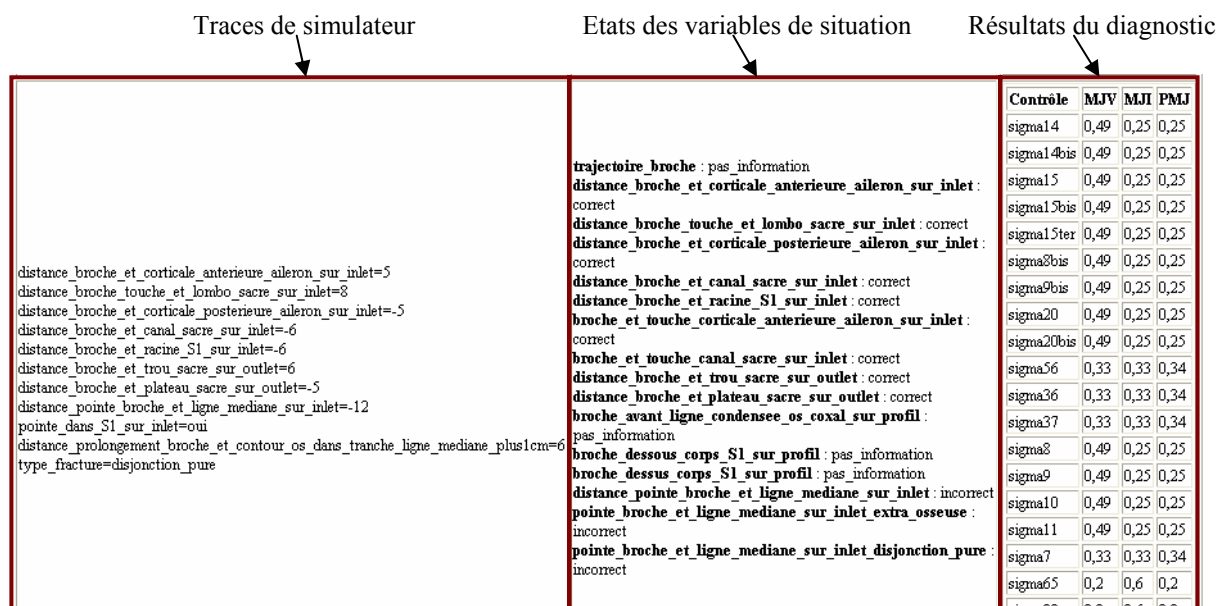 Traces de simulateur
Etats des variables de situation
Résultats du diagnostic
distance_broche_et_corticale_anterieure_aileron_sur_inlet=5
distance_broche_touche_et_lombo_sacre_sur_inlet=8
distance_broche_et_corticale_posterieure_aileron_sur_inlet=-5
distance_broche_et_canal_sacre_sur_inlet=-6
distance_broche_et_racine_S1_sur_inlet=-6
distance_broche_et_trou_sacre_sur_outlet=6
distance_broche_et_plateau_sacre_sur_outlet=-5
distance_pointe_broche_et_ligne_mediane_sur_inlet=-12
pointe_dans_S1_sur_inlet=oui
distance_prolongement_broche_et_contour_os_dans_tranche_ligne_mediane_plus1cm=6
type_fracture=disjonction_pure
trajectoire_broche : pas_information
distance_broche_et_corticale_anterieure_aileron_sur_inlet :
correct
distance_broche_touche_et_lombo_sacre_sur_inlet : correct
distance_broche_et_corticale_posterieure_aileron_sur_inlet :
correct
distance_broche_et_canal_sacre_sur_inlet : correct
distance_broche_et_racine_S1_sur_inlet : correct
broche_et_touche_corticale_anterieure_aileron_sur_inlet :
correct
broche_et_touche_canal_sacre_sur_inlet : correct
distance_broche_et_trou_sacre_sur_outlet : correct
distance_broche_et_plateau_sacre_sur_outlet : correct
broche_avant_ligne_condensee_os_coxal_sur_profil :
pas_information
broche_dessous_corps_S1_sur_profil : pas_information
broche_dessus_corps_S1_sur_profil : pas_information
distance_pointe_broche_et_ligne_mediane_sur_inlet : incorrect
pointe_broche_et_ligne_mediane_sur_inlet_extra_osseuse :
incorrect
pointe_broche_et_ligne_mediane_sur_inlet_disjonction_pure :
incorrect
Contrôle MJV MJI PMJ
sigma14 0,49 0,25 0,25
sigma14bis 0,49 0,25 0,25
sigma15 0,49 0,25 0,25
sigma15bis 0,49 0,25 0,25
sigma15ter 0,49 0,25 0,25
sigma8bis 0,49 0,25 0,25
sigma9bis 0,49 0,25 0,25
sigma20 0,49 0,25 0,25
sigma20bis 0,49 0,25 0,25
sigma56 0,33 0,33 0,34
sigma36 0,33 0,33 0,34
sigma37 0,33 0,33 0,34
sigma8 0,49 0,25 0,25
sigma9 0,49 0,25 0,25
sigma10 0,49 0,25 0,25
sigma11 0,49 0,25 0,25
sigma7 0,33 0,33 0,34
sigma65 0,2 0,6 0,2